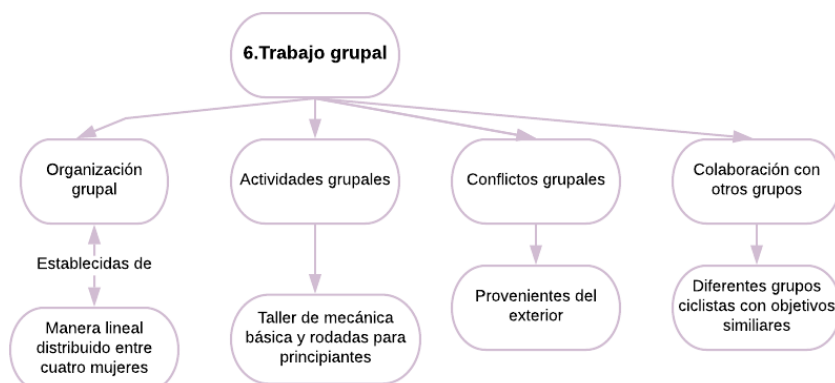 6.Trabajo grupal
Organización
grupal
Actividades grupales
Conflictos grupales
Colaboración con
otros grupos
Establecidas de
Manera lineal
distribuido entre
cuatro mujeres
Taller de mecánica
básica y rodadas para
principiantes
Provenientes del
exterior
Diferentes grupos
ciclistas con objetivos
similiares